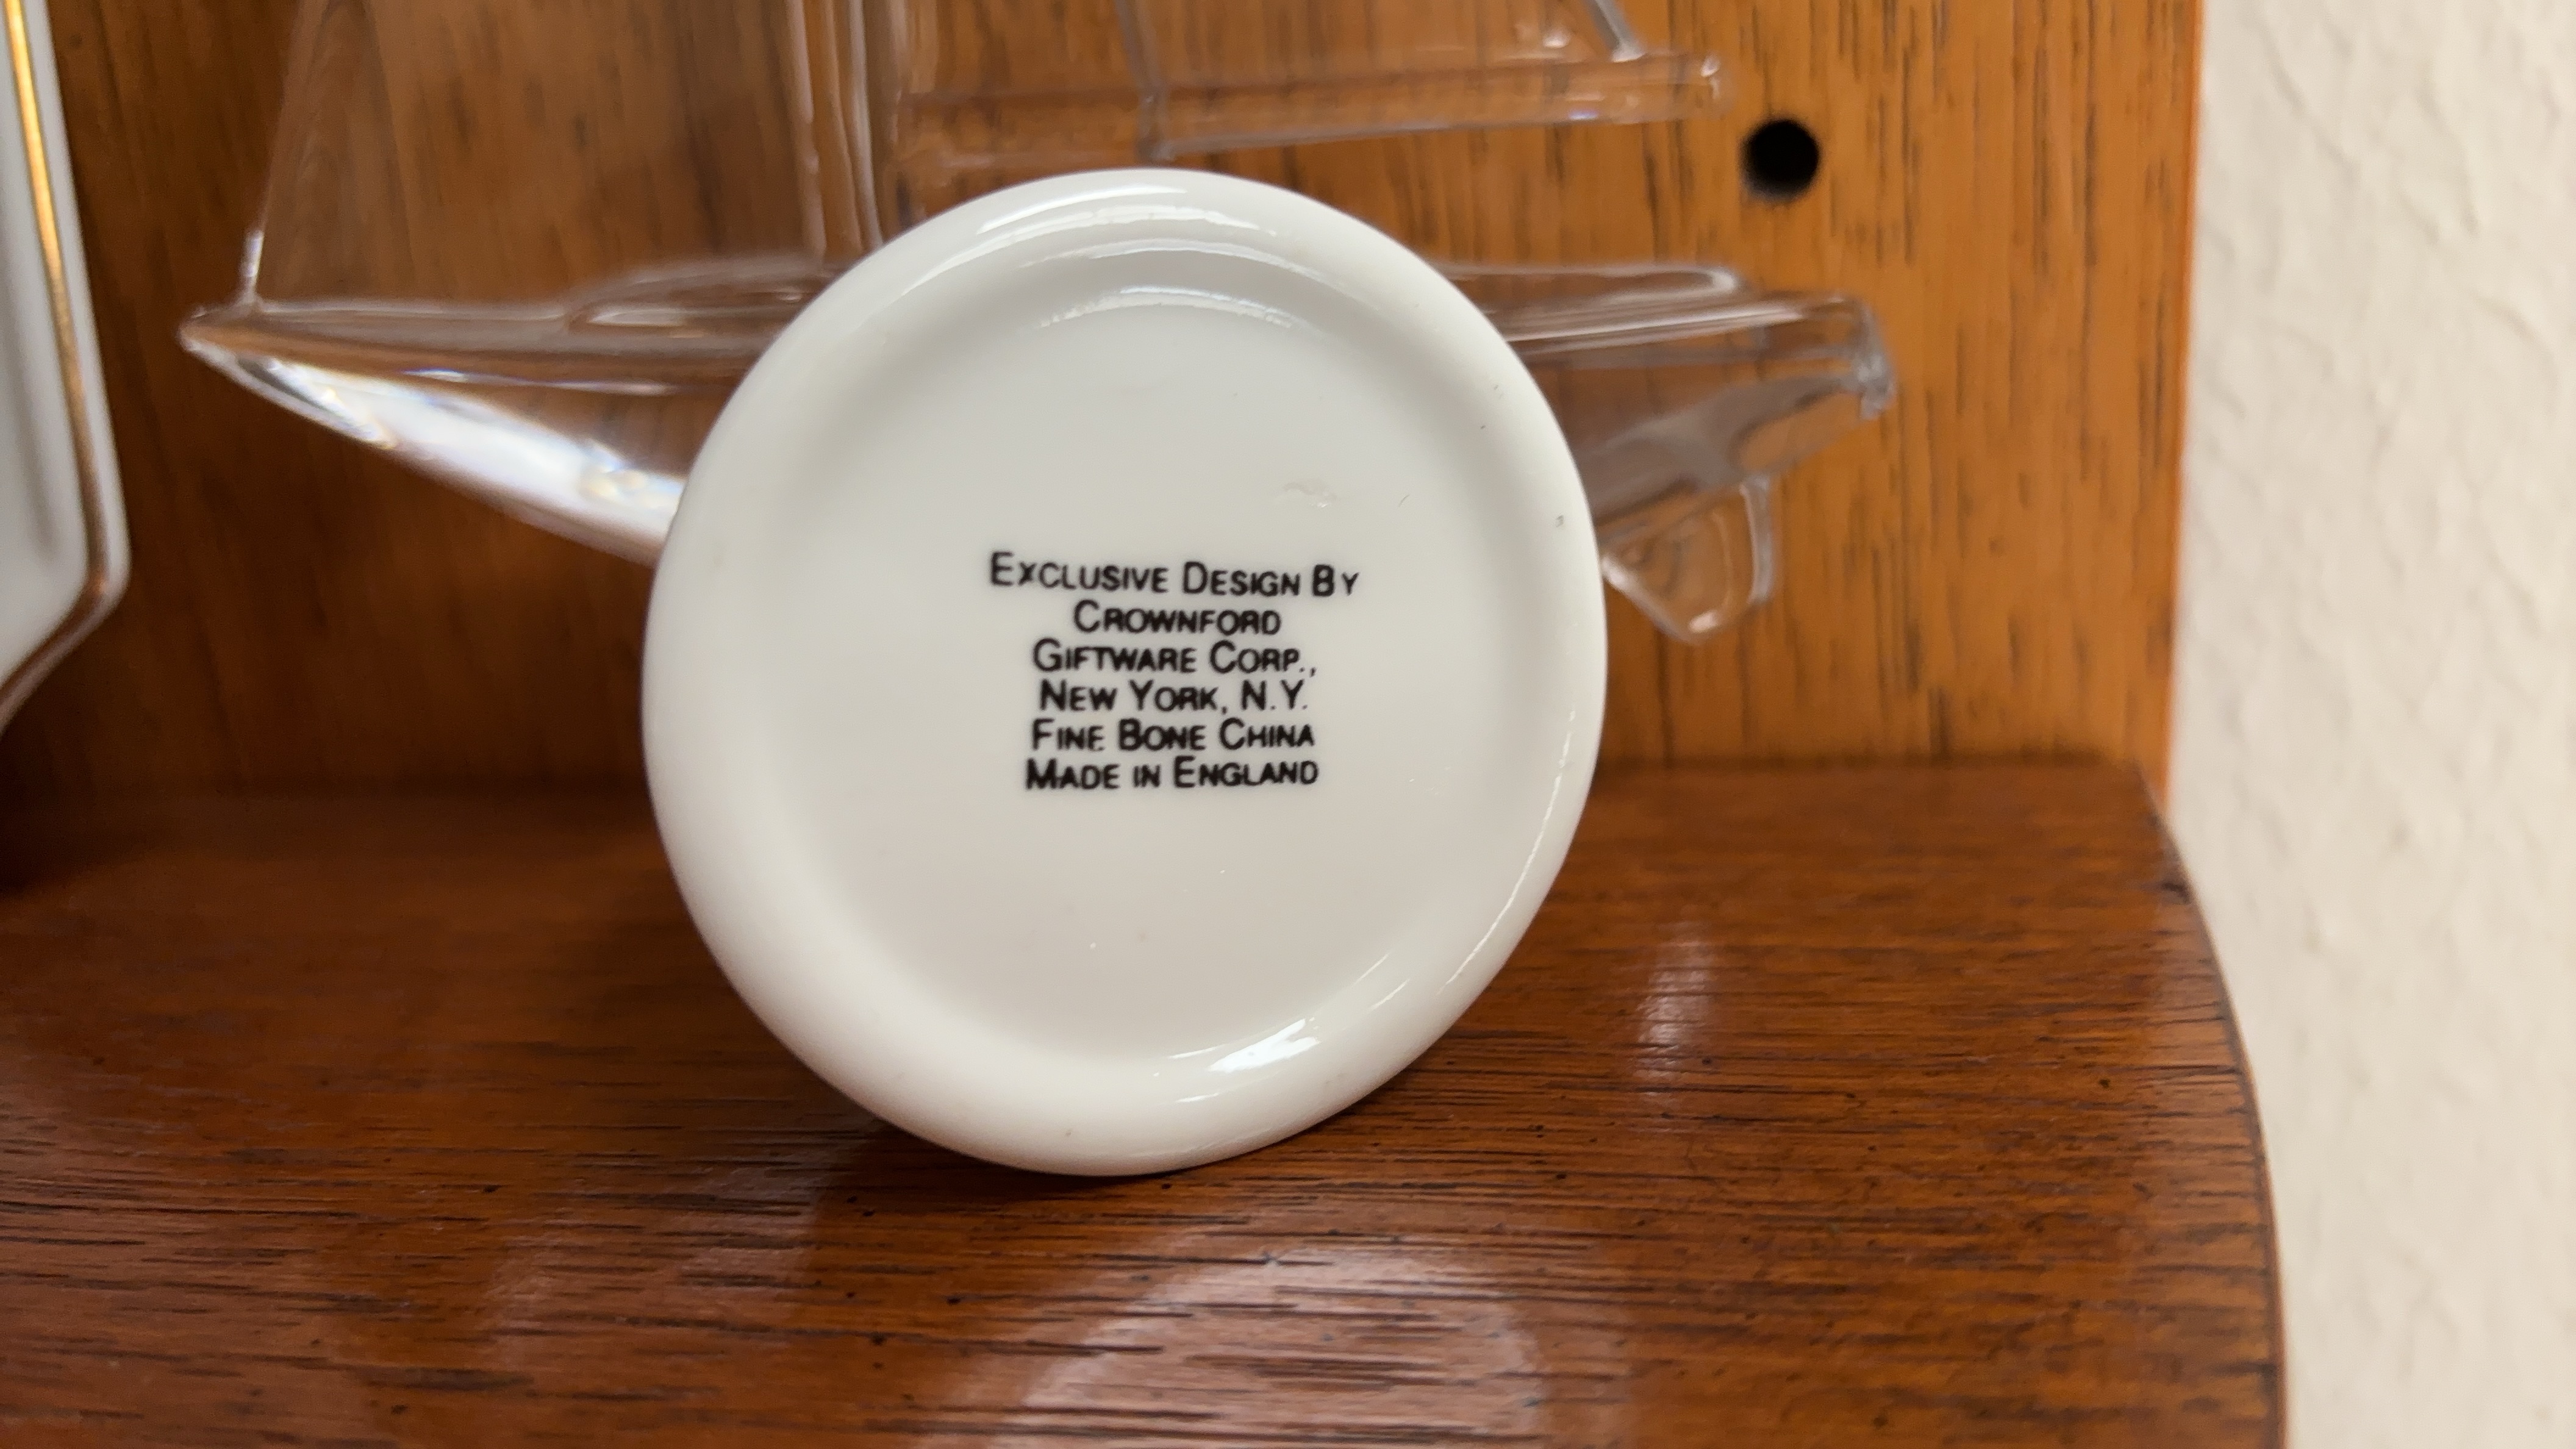 EXCLUSIVE DESIGN BY
CROWNFORD
GIFTWARE CORP.,
NEW YORK, N.Y.
FINE BONE CHINA
MADE IN ENGLAND